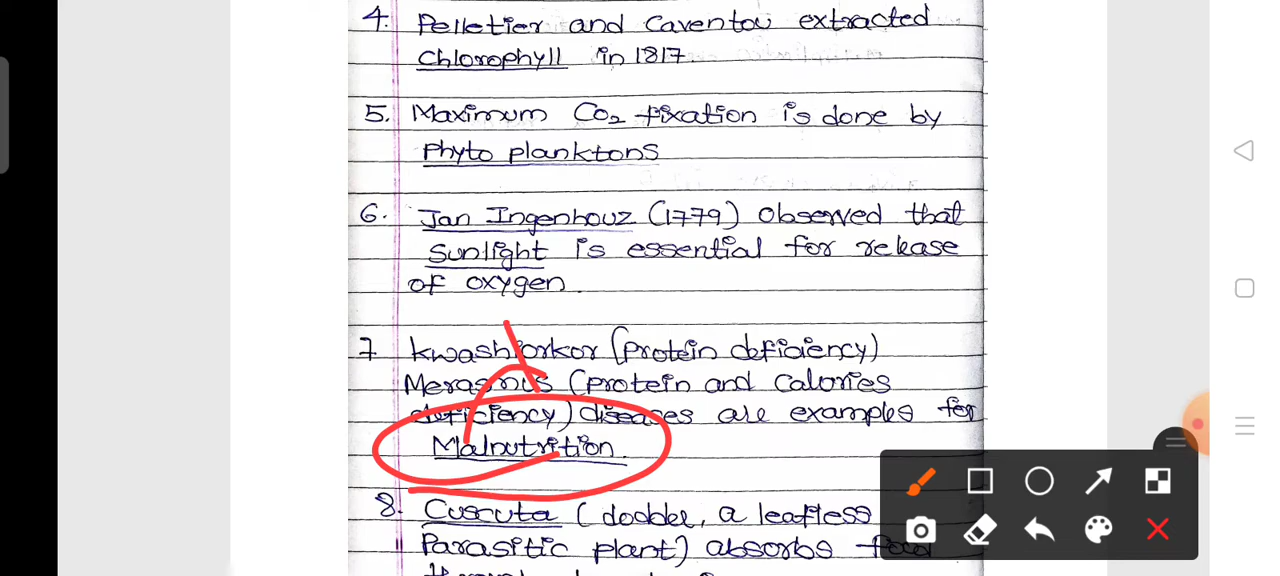 4. Pelletier and Caventou extracted
Chlorophyll in 1817
5. Maximum CO2 fixation is done by
Phyto planktons
6. Jan Ingenhouz (1779) Observed that
Sunlight is essential for release
of oxygen.
7 Kwashiorkor (Protein deficiency)
Merasmus (Protein and Calories
deficiency) diseases are examples for
Malnutrition.
8. Cuscuta (dodder, a leafless
Parasitic plant) absorbs food